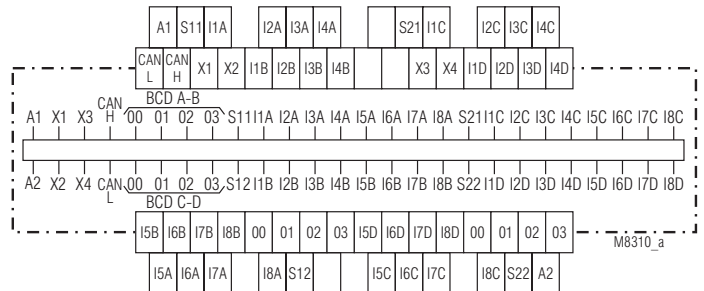 A1 S11 I1A I2A I3A I4A S21 I1C I2C I3C I4C
CAN L CAN H X1 X2 I1B I2B I3B I4B X3 X4 I1D I2D I3D I4D
BCD A-B
A1 X1 X3 CAN H 00 01 02 03 S11 I1A I2A I3A I4A I5A I6A I7A I8A S21 I1C I2C I3C I4C I5C I6C I7C I8C
A2 X2 X4 CAN L 00 01 02 03 S12 I1B I2B I3B I4B I5B I6B I7B I8B S22 I1D I2D I3D I4D I5D I6D I7D I8D
BCD C-D
I5B I6B I7B I8B 00 01 02 03 I5D I6D I7D I8D 00 01 02 03
M8310_a
I5A I6A I7A I8A S12 I5C I6C I7C I8C S22 A2